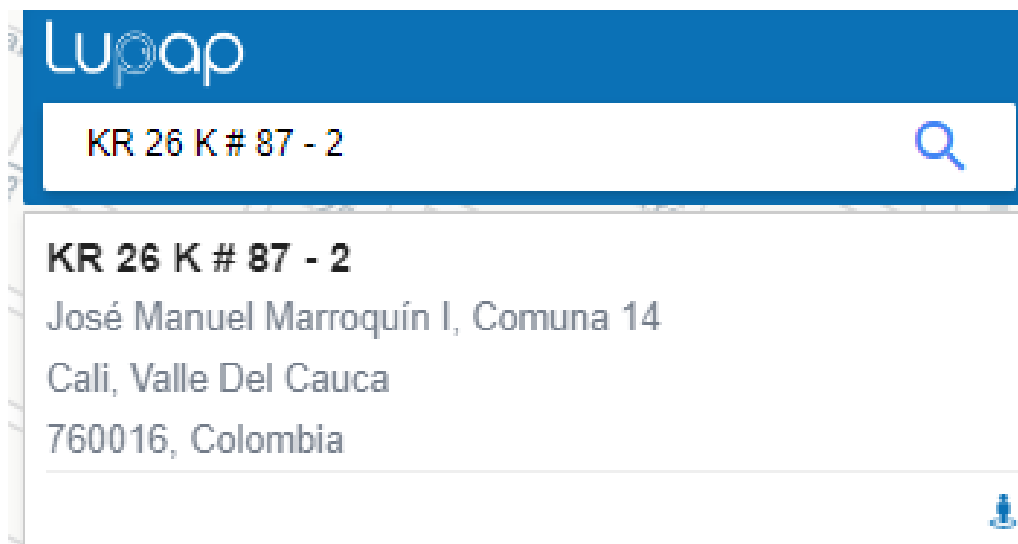 Lupap
KR 26 K # 87 - 2
KR 26 K # 87 - 2
José Manuel Marroquín I, Comuna 14
Cali, Valle Del Cauca
760016, Colombia